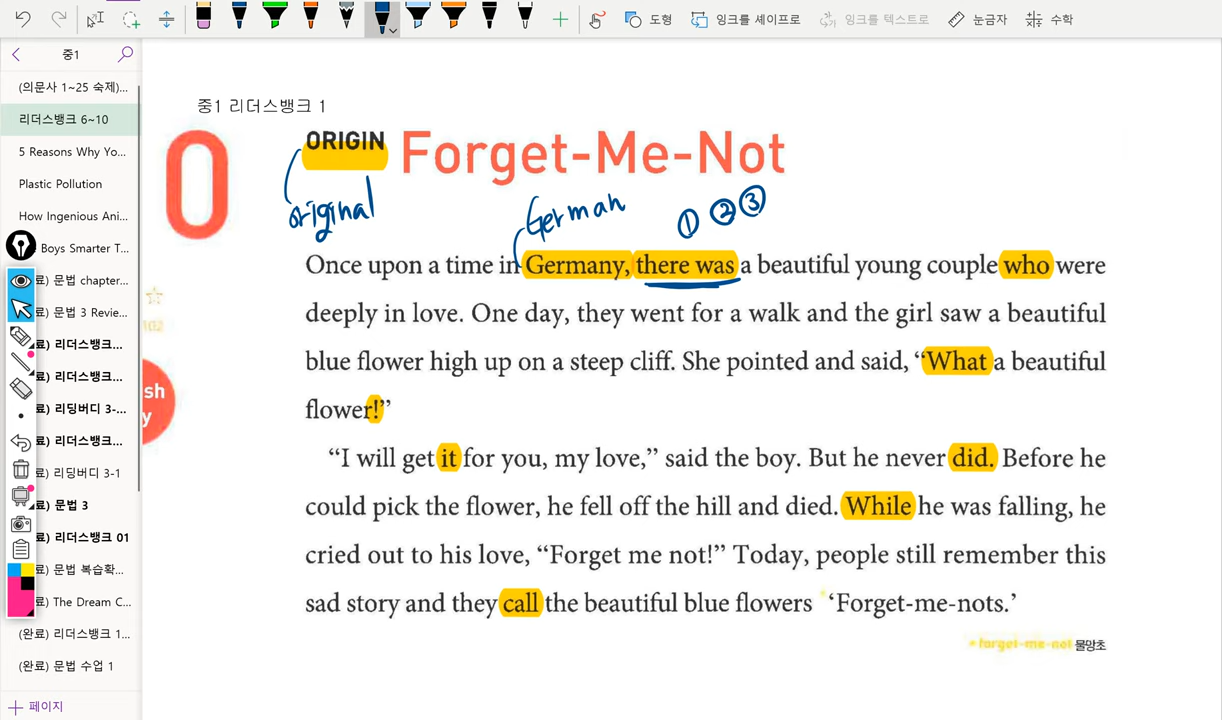 도형
잉크를 셰이프로
잉크를 텍스트로
눈금자
수학
중1
(의문사 1~25 숙제)...
리더스뱅크 6~10
5 Reasons Why Yo...
Plastic Pollution
How Ingenious Ani...
Boys Smarter T...
료) 문법 chapter...
료) 문법 3 Revie...
료) 리더스뱅크...
료) 리더스뱅크...
료) 리딩버디 3-...
료) 리더스뱅크...
료) 리딩버디 3-1
료) 문법 3
료) 리더스뱅크 01
료) 문법 복습확...
료) The Dream C...
(완료) 리더스뱅크 1...
(완료) 문법 수업 1
페이지
중1 리더스뱅크 1
0
ORIGIN Forget-Me-Not
original
German
① ② ③
Once upon a time in Germany, there was a beautiful young couple who were
deeply in love. One day, they went for a walk and the girl saw a beautiful
blue flower high up on a steep cliff. She pointed and said, “What a beautiful
flower!”
“I will get it for you, my love,” said the boy. But he never did. Before he
could pick the flower, he fell off the hill and died. While he was falling, he
cried out to his love, “Forget me not!” Today, people still remember this
sad story and they call the beautiful blue flowers ‘Forget-me-nots.’
* forget-me-not 물망초
102
sh
y